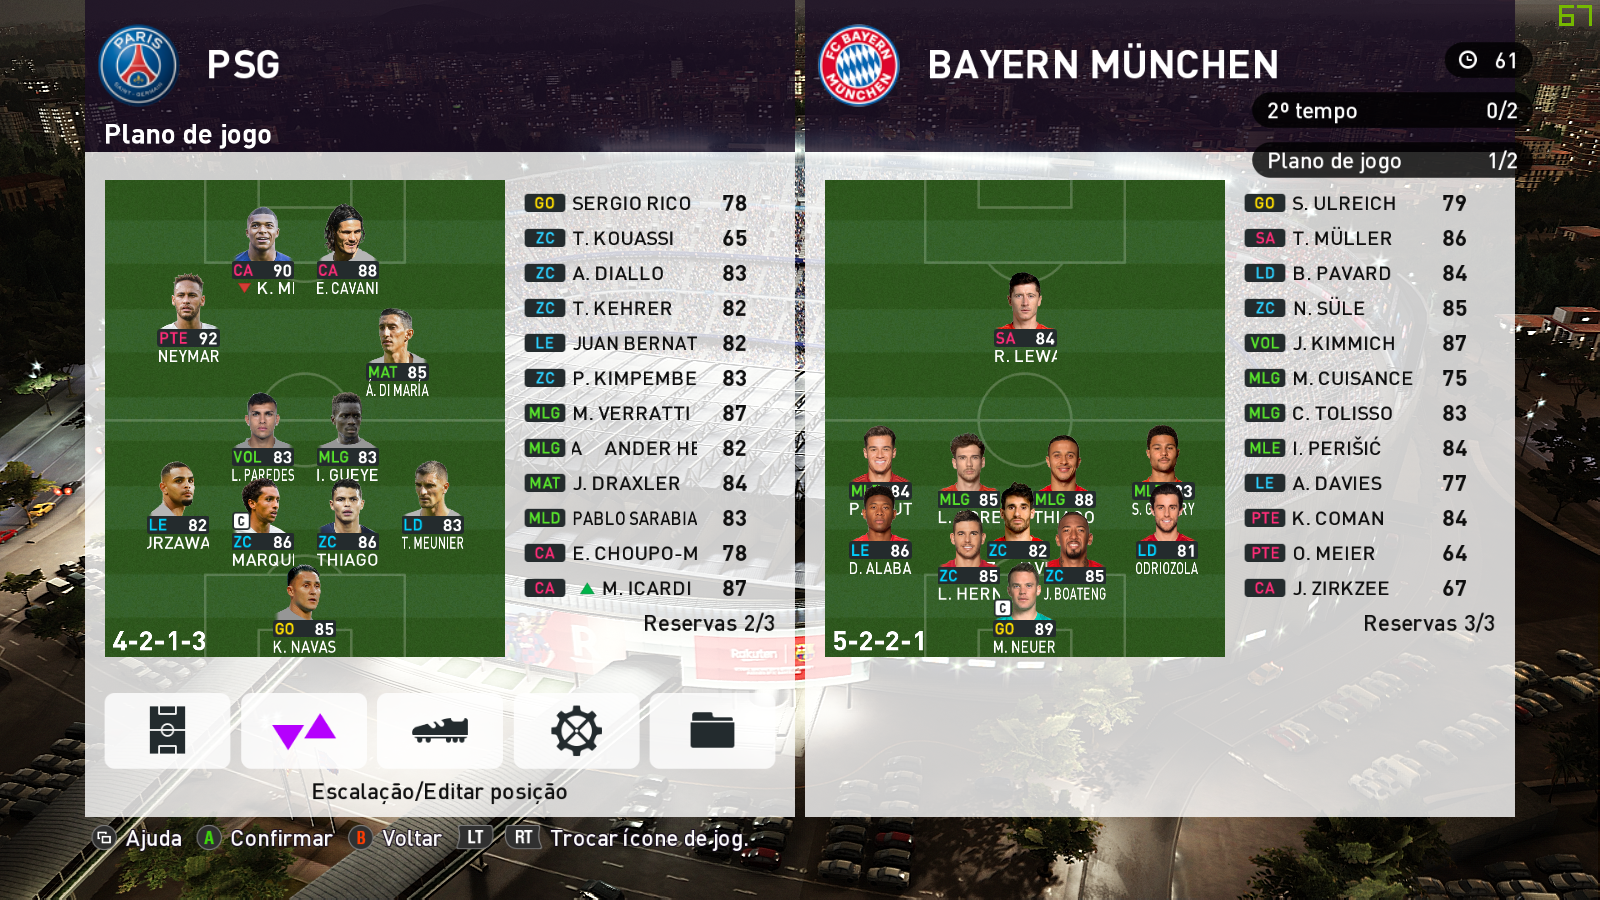 67
PARIS
SAINT-GERMAIN
PSG
Plano de jogo
FC BAYERN
MÜNCHEN
BAYERN MÜNCHEN
61
2º tempo 0/2
Plano de jogo 1/2
CA 90
K. MI
CA 88
E. CAVANI
PTE 92
NEYMAR
MAT 85
Á. DI MARÍA
VOL 83
L. PAREDES
MLG 83
I. GUEYE
LE 82
URZAWA
C
ZC 86
MARQUI
ZC 86
THIAGO
LD 83
T. MEUNIER
GO 85
K. NAVAS
4-2-1-3
GO SERGIO RICO 78
ZC T. KOUASSI 65
ZC A. DIALLO 83
ZC T. KEHRER 82
LE JUAN BERNAT 82
ZC P. KIMPEMBE 83
MLG M. VERRATTI 87
MLG A ANDER HE 82
MAT J. DRAXLER 84
MLD PABLO SARABIA 83
CA E. CHOUPO-M 78
CA M. ICARDI 87
Reservas 2/3
SA 84
R. LEWA
84
MLG 85
MLG 88
LE 86
D. ALABA
ZC 85
L. HERN
ZC 82
ZC 85
J. BOATENG
LD 81
ODRIOZOLA
C
GO 89
M. NEUER
5-2-2-1
GO S. ULREICH 79
SA T. MÜLLER 86
LD B. PAVARD 84
ZC N. SÜLE 85
VOL J. KIMMICH 87
MLG M. CUISANCE 75
MLG C. TOLISSO 83
MLE I. PERIŠIĆ 84
LE A. DAVIES 77
PTE K. COMAN 84
PTE O. MEIER 64
CA J. ZIRKZEE 67
Reservas 3/3
Rakuten
Escalação/Editar posição
Ajuda A Confirmar B Voltar LT RT Trocar ícone de jog.